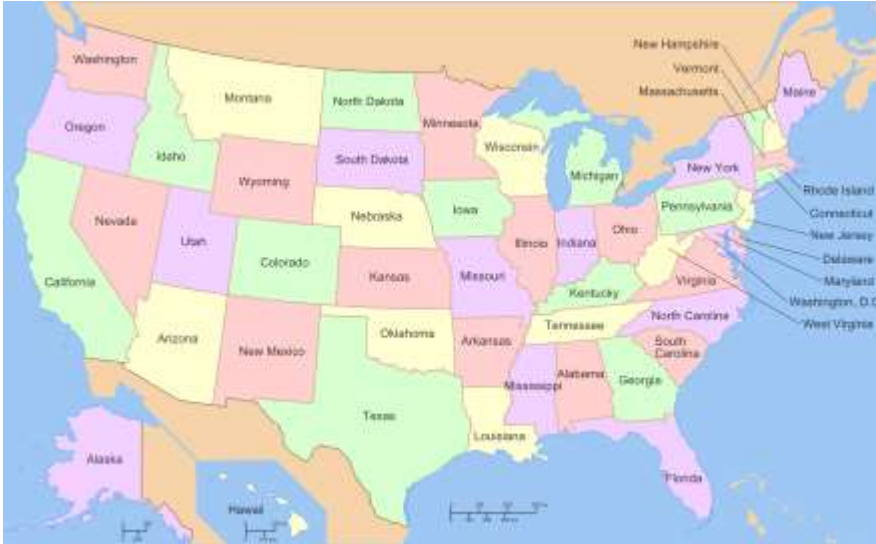 New Hampshire
Washington
Vermont
Massachusetts
Maine
Montana
North Dakota
Minnesota
Oregon
Idaho
Wisconsin
South Dakota
New York
Michigan
Wyoming
Rhode Island
Pennsylvania
Connecticut
Nebraska
Iowa
Nevada
Ohio
New Jersey
Utah
Illinois
Indiana
Colorado
Delaware
California
Kansas
Missouri
Virginia
Maryland
Kentucky
Washington, D.C
North Carolina
West Virginia
Tennessee
Oklahoma
Arizona
Arkansas
South
Carolina
New Mexico
Alabama
Georgia
Mississippi
Texas
Louisiana
Alaska
Florida
Hawaii